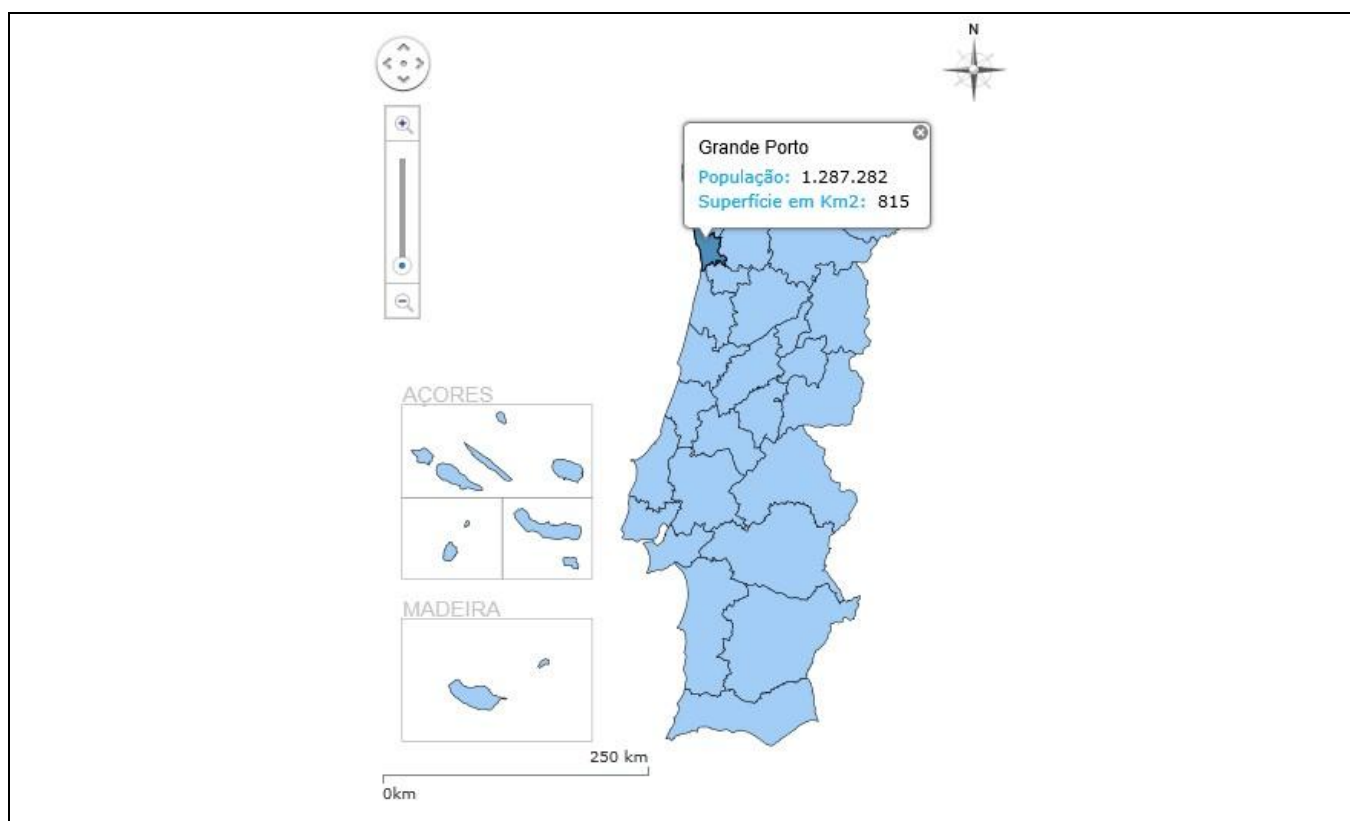 N
Grande Porto
População: 1.287.282
Superfície em Km2: 815
AÇORES
MADEIRA
250 km
0km